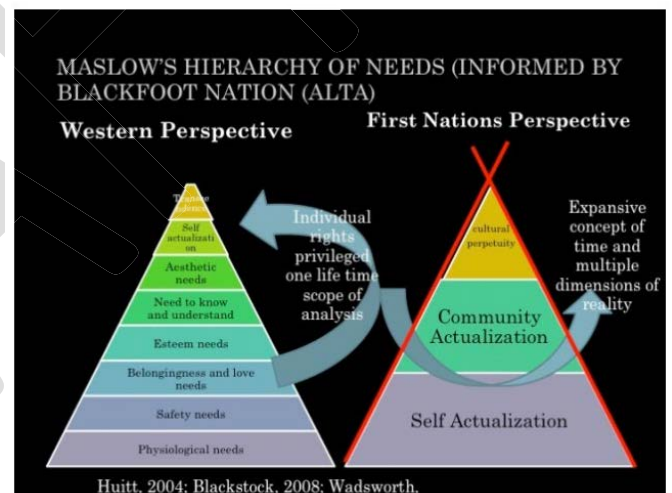 MASLOW'S HIERARCHY OF NEEDS (INFORMED BY
BLACKFOOT NATION (ALTA)
Western Perspective
First Nations Perspective
Self
actualizati
on
Aesthetic
needs
Need to know
and understand
Esteem needs
Belongingness and love
needs
Safety needs
Physiological needs
Individual
rights
privileged
one life time
scope of
analysis
cultural
perpetuity
Community
Actualization
Self Actualization
Expansive
concept of
time and
multiple
dimensions of
reality
Huitt, 2004; Blackstock, 2008; Wadsworth,